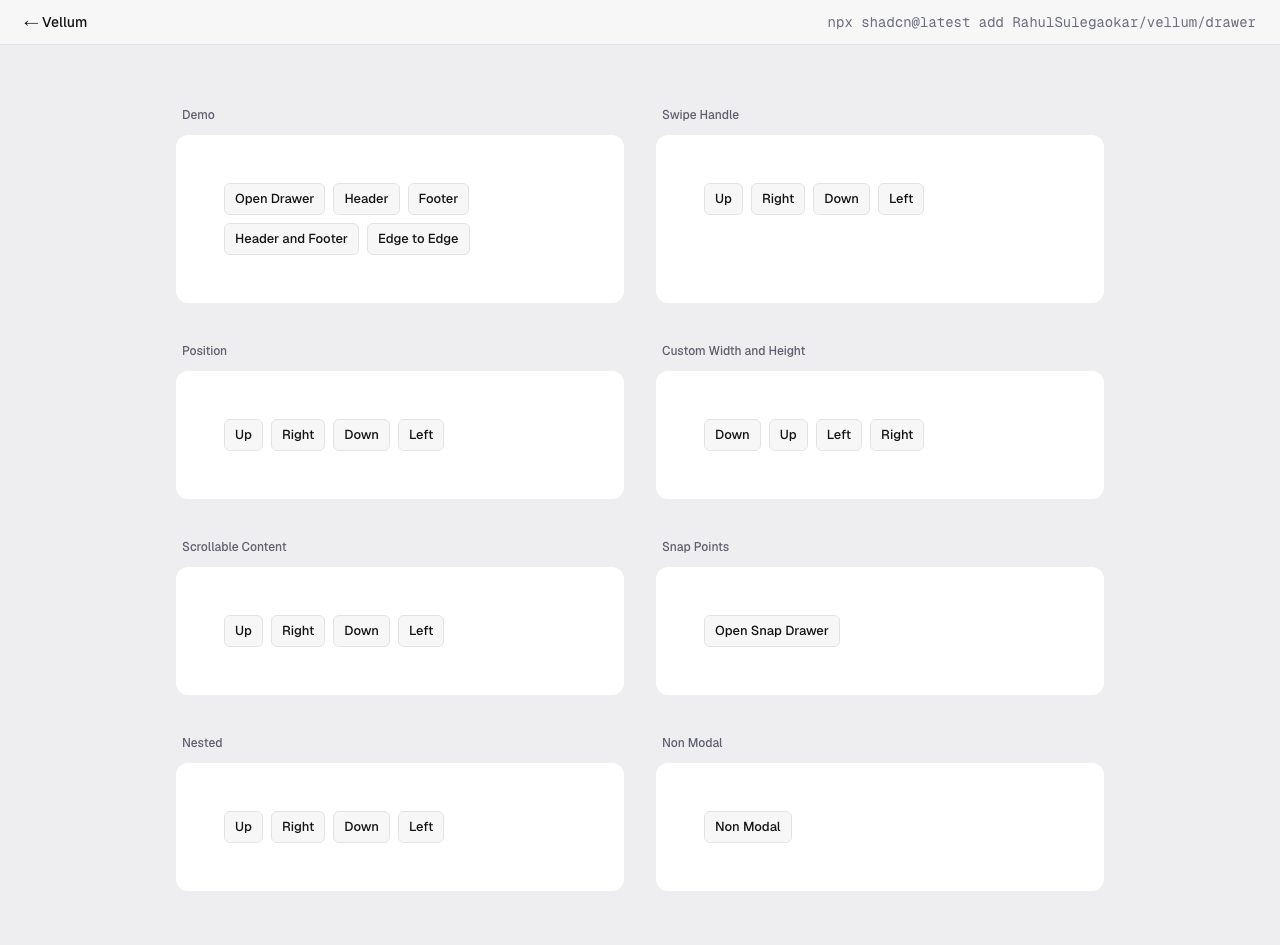 ← Vellum
npx shadcn@latest add RahulSulegaokar/vellum/drawer
Demo
Open Drawer Header Footer
Header and Footer Edge to Edge
Swipe Handle
Up Right Down Left
Position
Up Right Down Left
Custom Width and Height
Down Up Left Right
Scrollable Content
Up Right Down Left
Snap Points
Open Snap Drawer
Nested
Up Right Down Left
Non Modal
Non Modal